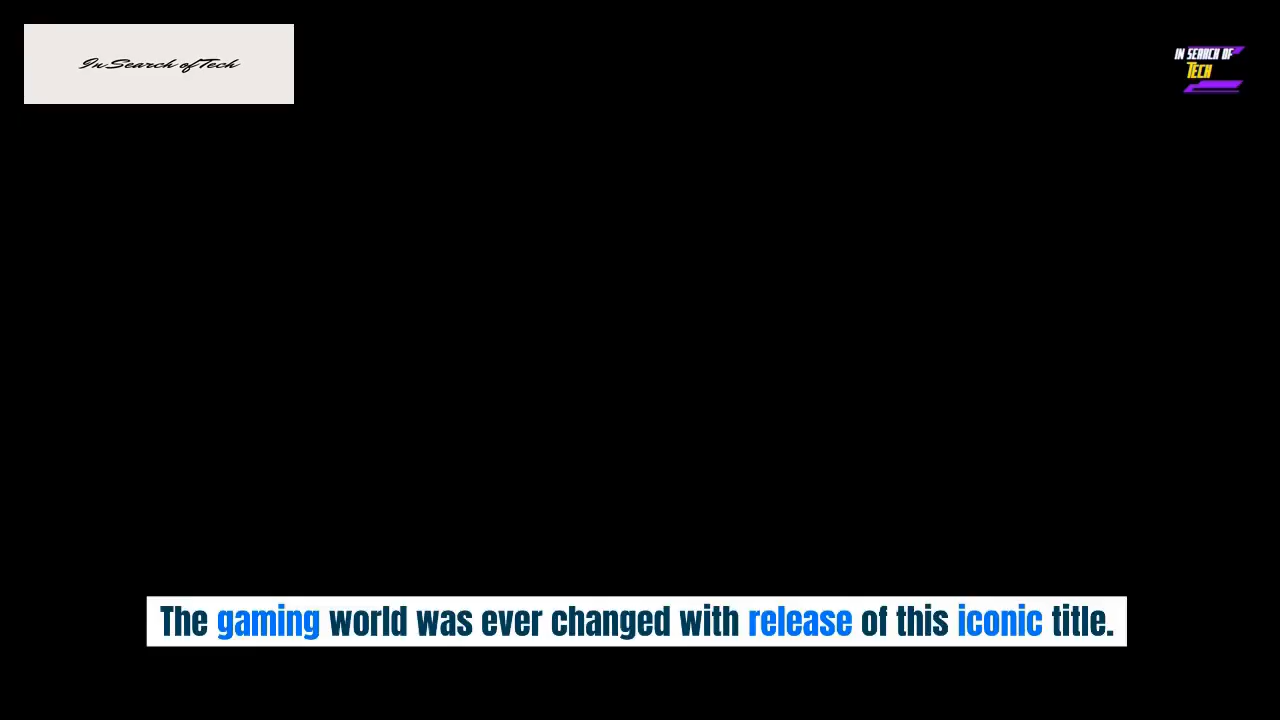 In Search of Tech
IN SEARCH OF
TECH
The gaming world was ever changed with release of this iconic title.